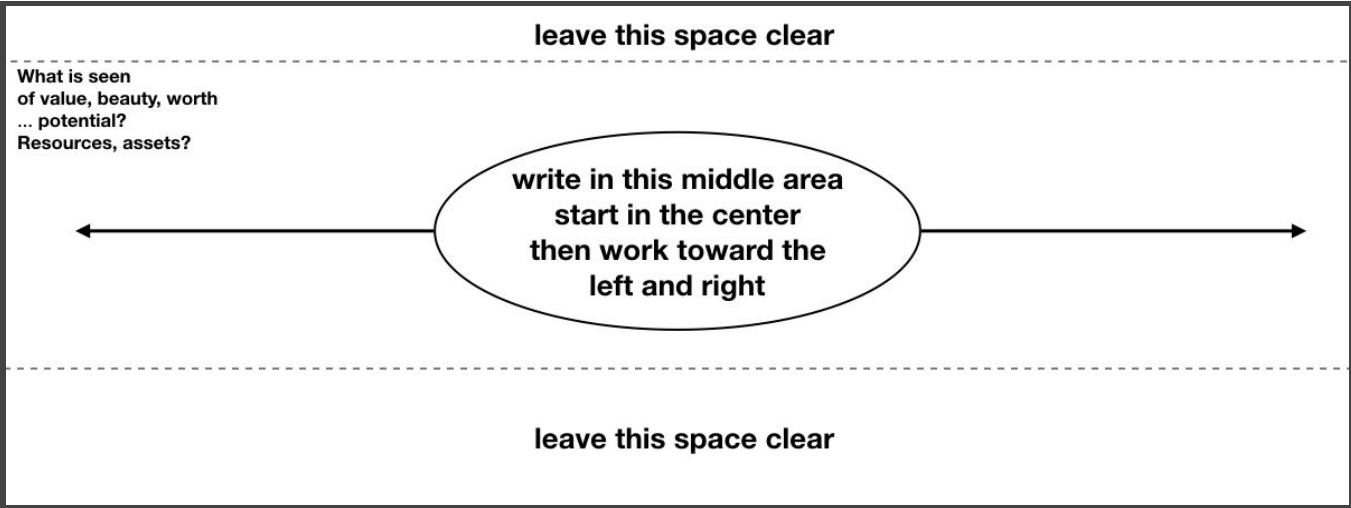 leave this space clear
What is seen
of value, beauty, worth
... potential?
Resources, assets?
write in this middle area
start in the center
then work toward the
left and right
leave this space clear